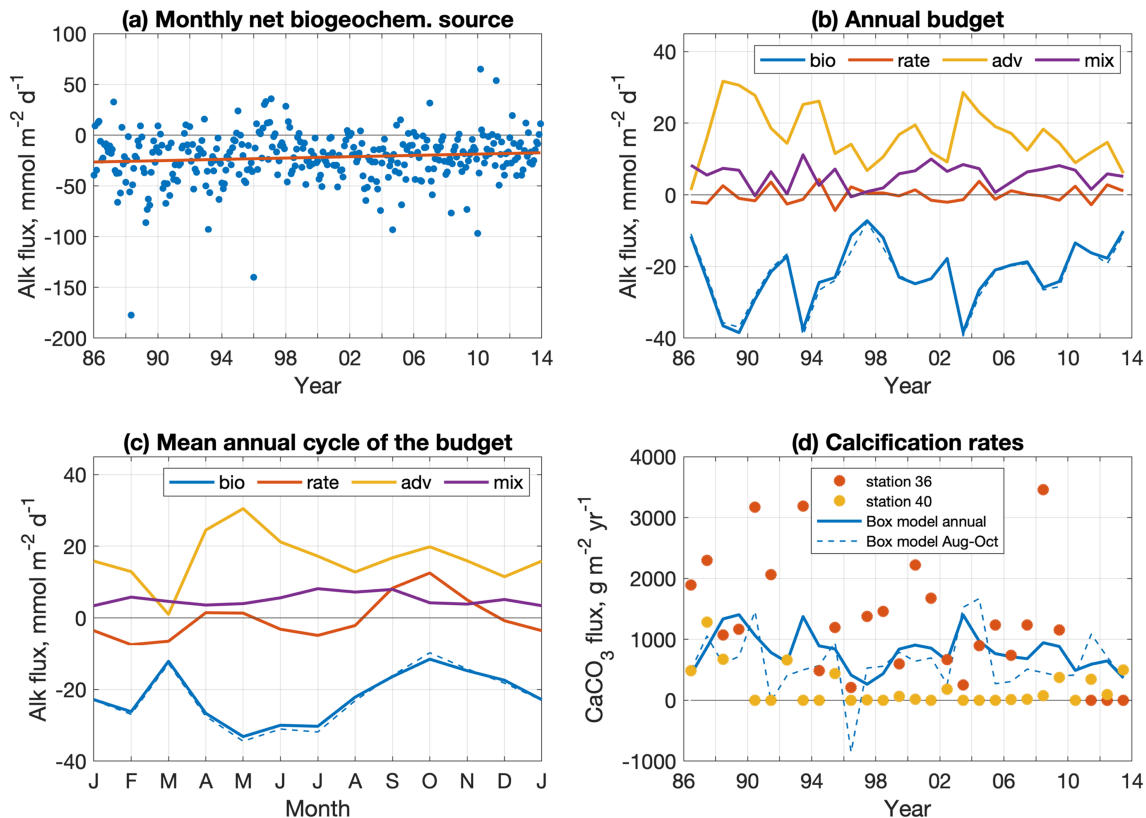 (a) Monthly net biogeochem. source
100
50
0
-50
-100
-150
-200
Alk flux, mmol m⁻² d⁻¹
86 90 94 98 02 06 10 14
Year
(b) Annual budget
bio rate adv mix
40
20
0
-20
-40
Alk flux, mmol m⁻² d⁻¹
86 90 94 98 02 06 10 14
Year
(c) Mean annual cycle of the budget
bio rate adv mix
40
20
0
-20
-40
Alk flux, mmol m⁻² d⁻¹
J F M A M J J A S O N D J
Month
(d) Calcification rates
station 36
station 40
Box model annual
Box model Aug-Oct
4000
3000
2000
1000
0
-1000
CaCO₃ flux, g m⁻² yr⁻¹
86 90 94 98 02 06 10 14
Year